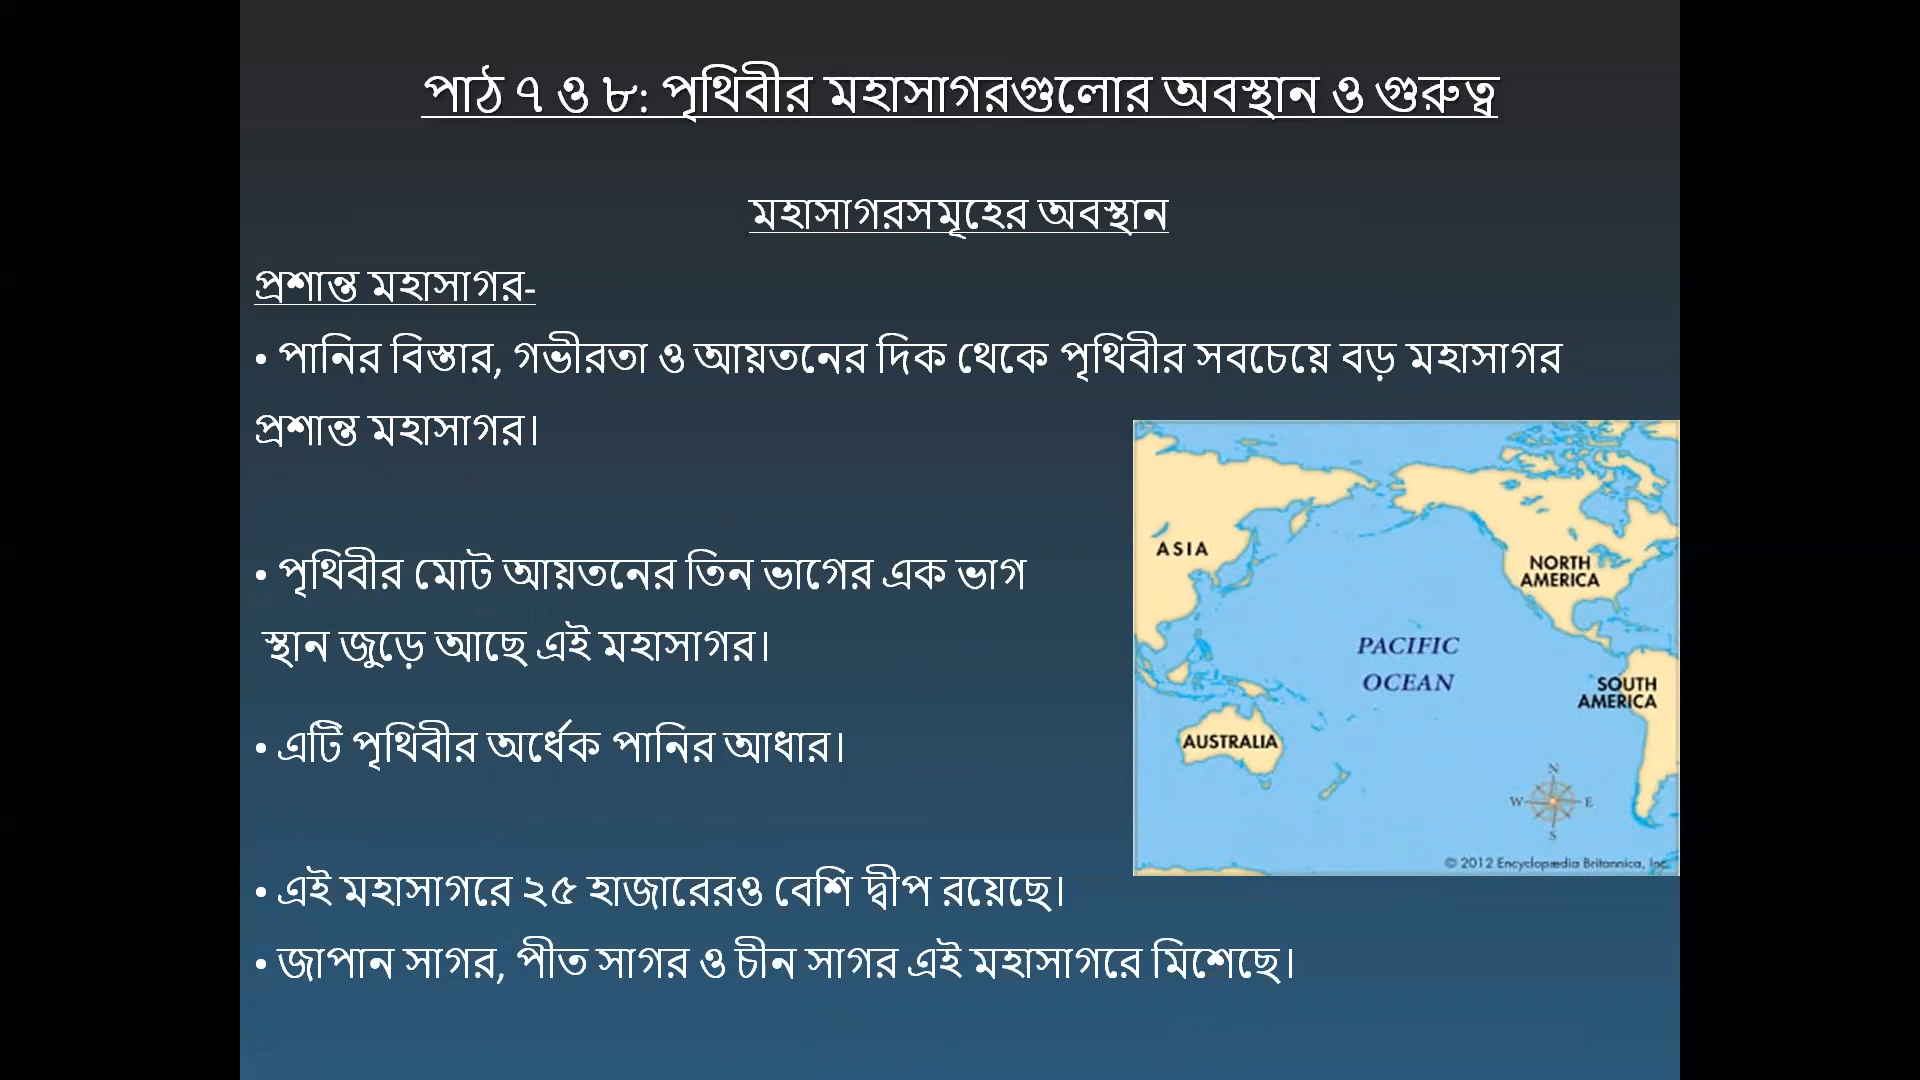 পাঠ ৭ ও ৮: পৃথিবীর মহাসাগরগুলোর অবস্থান ও গুরুত্ব
মহাসাগরসমূহের অবস্থান
প্রশান্ত মহাসাগর-
• পানির বিস্তার, গভীরতা ও আয়তনের দিক থেকে পৃথিবীর সবচেয়ে বড় মহাসাগর
প্রশান্ত মহাসাগর।
• পৃথিবীর মোট আয়তনের তিন ভাগের এক ভাগ
স্থান জুড়ে আছে এই মহাসাগর।
• এটি পৃথিবীর অর্ধেক পানির আধার।
• এই মহাসাগরে ২৫ হাজারেরও বেশি দ্বীপ রয়েছে।
• জাপান সাগর, পীত সাগর ও চীন সাগর এই মহাসাগরে মিশেছে।
ASIA
NORTH
AMERICA
PACIFIC
OCEAN
SOUTH
AMERICA
AUSTRALIA
N
W E
S
© 2012 Encyclopædia Britannica, Inc.